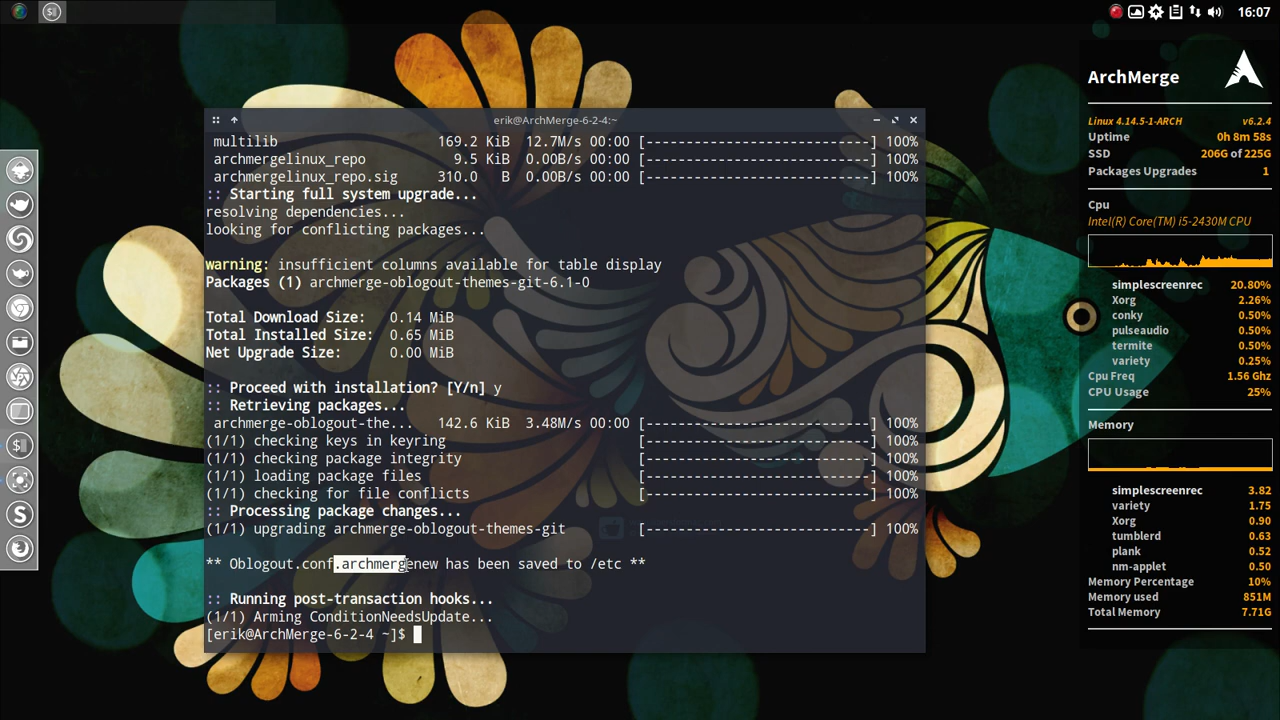 16:07
erik@ArchMerge-6-2-4:~
multilib 169.2 KiB 12.7M/s 00:00 [----------------------------] 100%
archmergelinux_repo 9.5 KiB 0.00B/s 00:00 [----------------------------] 100%
archmergelinux_repo.sig 310.0 B 0.00B/s 00:00 [----------------------------] 100%
:: Starting full system upgrade...
resolving dependencies...
looking for conflicting packages...
warning: insufficient columns available for table display
Packages (1) archmerge-oblogout-themes-git-6.1-0
Total Download Size: 0.14 MiB
Total Installed Size: 0.65 MiB
Net Upgrade Size: 0.00 MiB
:: Proceed with installation? [Y/n] y
:: Retrieving packages...
archmerge-oblogout-the... 142.6 KiB 3.48M/s 00:00 [----------------------------] 100%
(1/1) checking keys in keyring [----------------------------] 100%
(1/1) checking package integrity [----------------------------] 100%
(1/1) loading package files [----------------------------] 100%
(1/1) checking for file conflicts [----------------------------] 100%
:: Processing package changes...
(1/1) upgrading archmerge-oblogout-themes-git [----------------------------] 100%
** Oblogout.conf.archmergenew has been saved to /etc **
:: Running post-transaction hooks...
(1/1) Arming ConditionNeedsUpdate...
[erik@ArchMerge-6-2-4 ~]$
ArchMerge
Linux 4.14.5-1-ARCH v6.2.4
Uptime 0h 8m 58s
SSD 206G of 225G
Packages Upgrades 1
Cpu
Intel(R) Core(TM) i5-2430M CPU
simplescreenrec 20.80%
Xorg 2.26%
conky 0.50%
pulseaudio 0.50%
termite 0.50%
variety 0.25%
Cpu Freq 1.56 Ghz
CPU Usage 25%
Memory
simplescreenrec 3.82
variety 1.75
Xorg 0.90
tumblerd 0.63
plank 0.52
nm-applet 0.50
Memory Percentage 10%
Memory used 851M
Total Memory 7.71G